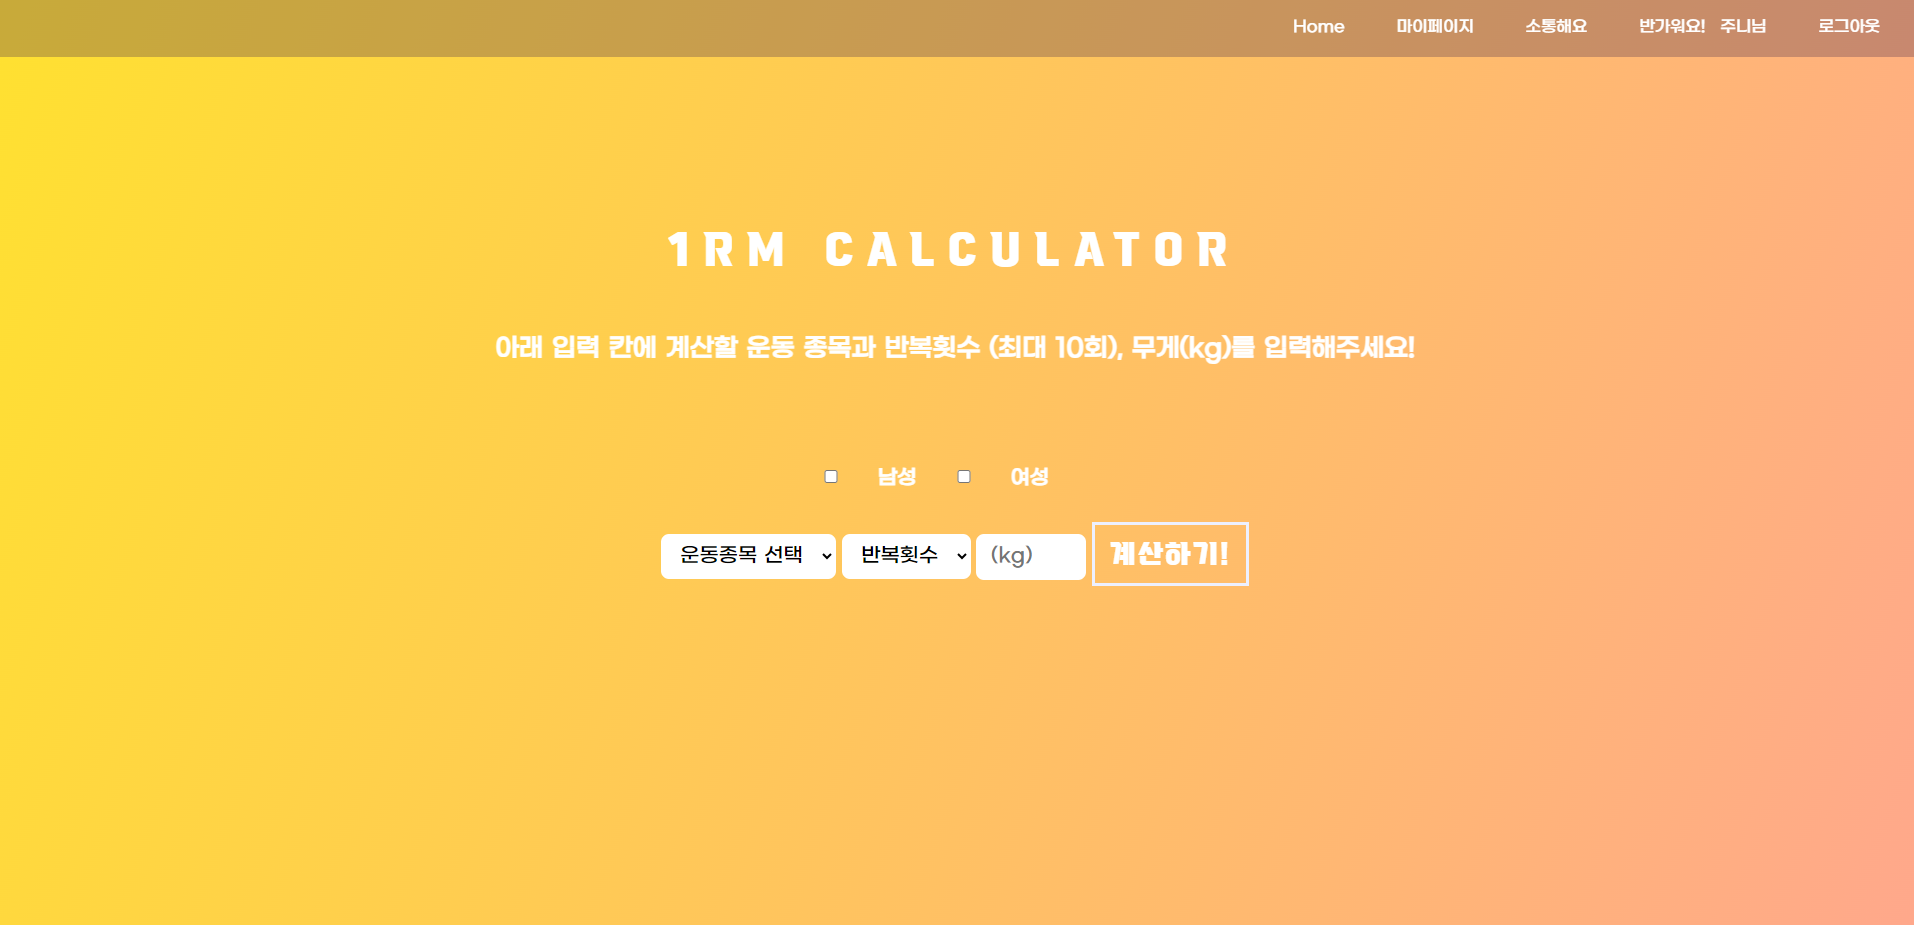 Home 마이페이지 소통해요 반가워요! 주니님 로그아웃
1RM CALCULATOR
아래 입력 칸에 계산할 운동 종목과 반복횟수 (최대 10회), 무게(kg)를 입력해주세요!
남성 여성
운동종목 선택 반복횟수 (kg) 계산하기!